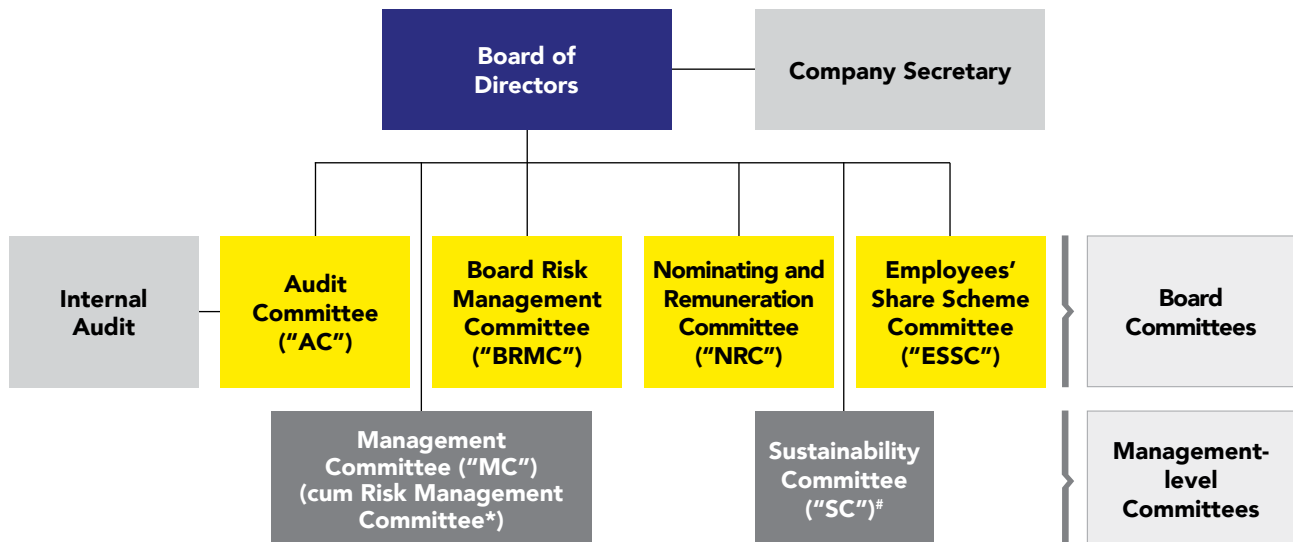 Board of
Directors
Company Secretary
Internal
Audit
Audit
Committee
(“AC”)
Board Risk
Management
Committee
(“BRMC”)
Nominating and
Remuneration
Committee
(“NRC”)
Employees’
Share Scheme
Committee
(“ESSC”)
Board
Committees
Management
Committee (“MC”)
(cum Risk Management
Committee*)
Sustainability
Committee
(“SC”)#
Management-
level
Committees